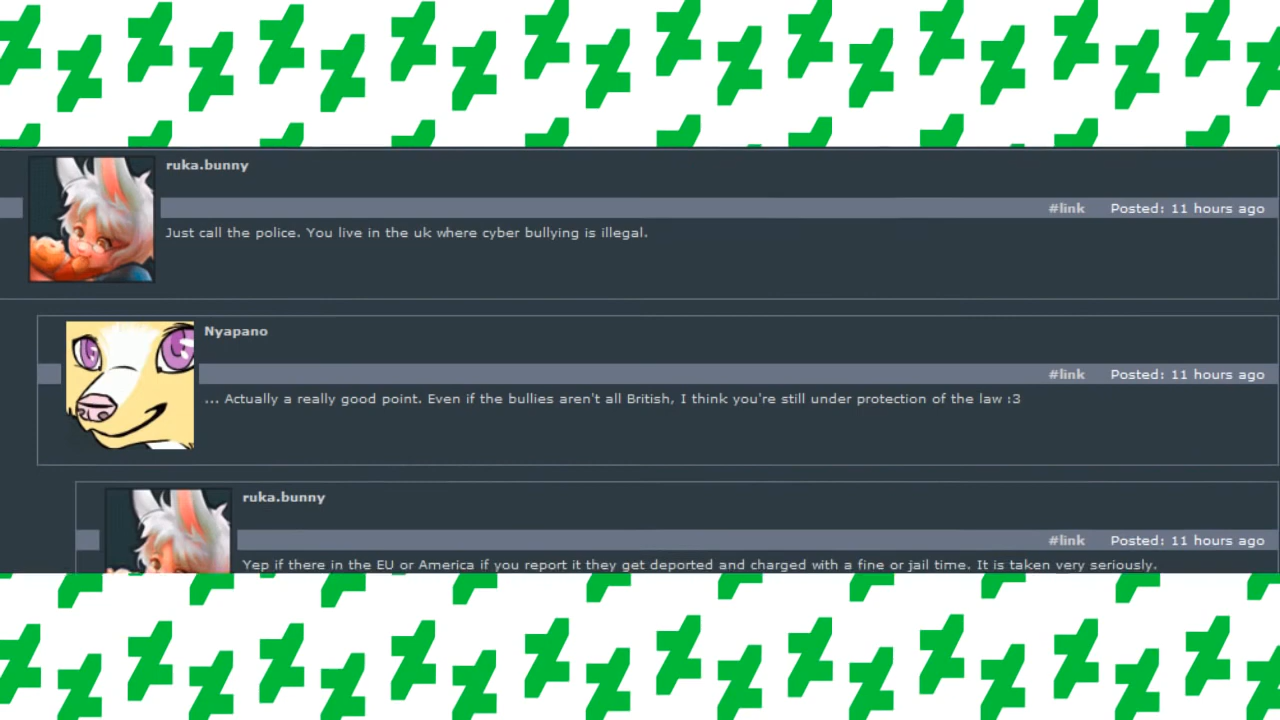 ruka.bunny
#link Posted: 11 hours ago
Just call the police. You live in the uk where cyber bullying is illegal.
Nyapano
#link Posted: 11 hours ago
... Actually a really good point. Even if the bullies aren't all British, I think you're still under protection of the law :3
ruka.bunny
#link Posted: 11 hours ago
Yep if there in the EU or America if you report it they get deported and charged with a fine or jail time. It is taken very seriously.